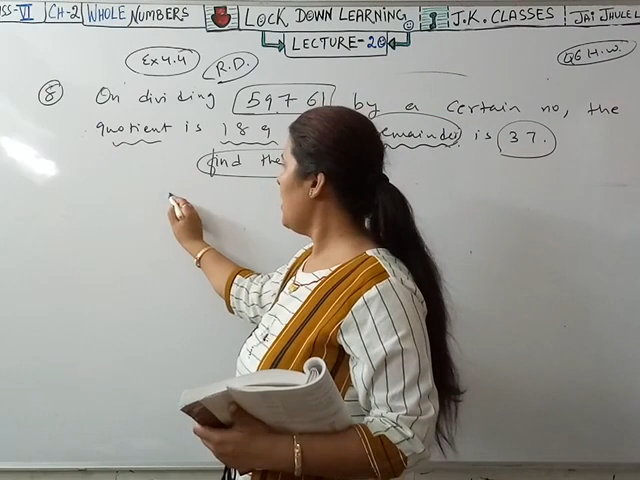 SS-VI CH-2 WHOLE NUMBERS LOCK DOWN LEARNING J.K. CLASSES JAI JHULEL
LECTURE-20
Ex 4.4 R.D. Q6 H.W.
8 On dividing 59761 by a certain no, the
quotient is 189 remainder is 37.
find the